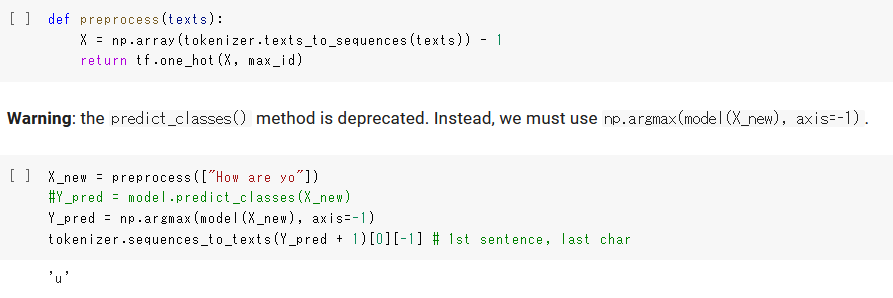 [ ] def preprocess(texts):
X = np.array(tokenizer.texts_to_sequences(texts)) - 1
return tf.one_hot(X, max_id)
Warning: the predict_classes() method is deprecated. Instead, we must use np.argmax(model(X_new), axis=-1) .
[ ] X_new = preprocess(["How are yo"])
#Y_pred = model.predict_classes(X_new)
Y_pred = np.argmax(model(X_new), axis=-1)
tokenizer.sequences_to_texts(Y_pred + 1)[0][-1] # 1st sentence, last char
'u'